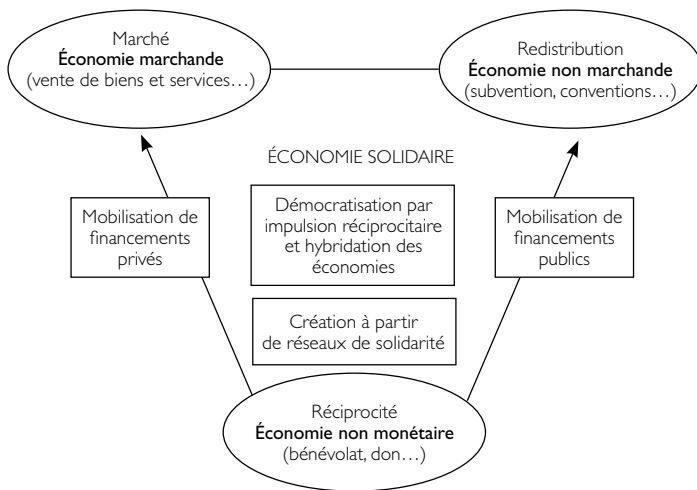 Marché
Économie marchande
(vente de biens et services…)
Redistribution
Économie non marchande
(subvention, conventions…)
ÉCONOMIE SOLIDAIRE
Mobilisation de
financements
privés
Démocratisation par
impulsion réciprocitaire
et hybridation des
économies
Mobilisation de
financements
publics
Création à partir
de réseaux de solidarité
Réciprocité
Économie non monétaire
(bénévolat, don…)